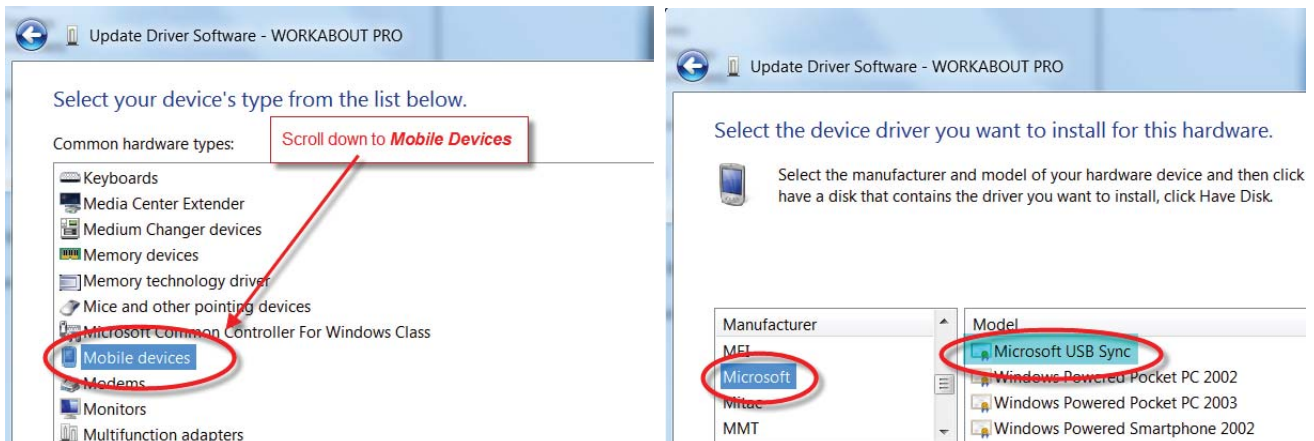 Update Driver Software - WORKABOUT PRO
Select your device's type from the list below.
Common hardware types:
Scroll down to Mobile Devices
Keyboards
Media Center Extender
Medium Changer devices
Memory devices
Memory technology driver
Mice and other pointing devices
Microsoft Common Controller For Windows Class
Mobile devices
Modems
Monitors
Multifunction adapters
Update Driver Software - WORKABOUT PRO
Select the device driver you want to install for this hardware.
Select the manufacturer and model of your hardware device and then click
have a disk that contains the driver you want to install, click Have Disk.
Manufacturer
MEI
Microsoft
Mitac
MMT
Model
Microsoft USB Sync
Windows Powered Pocket PC 2002
Windows Powered Pocket PC 2003
Windows Powered Smartphone 2002